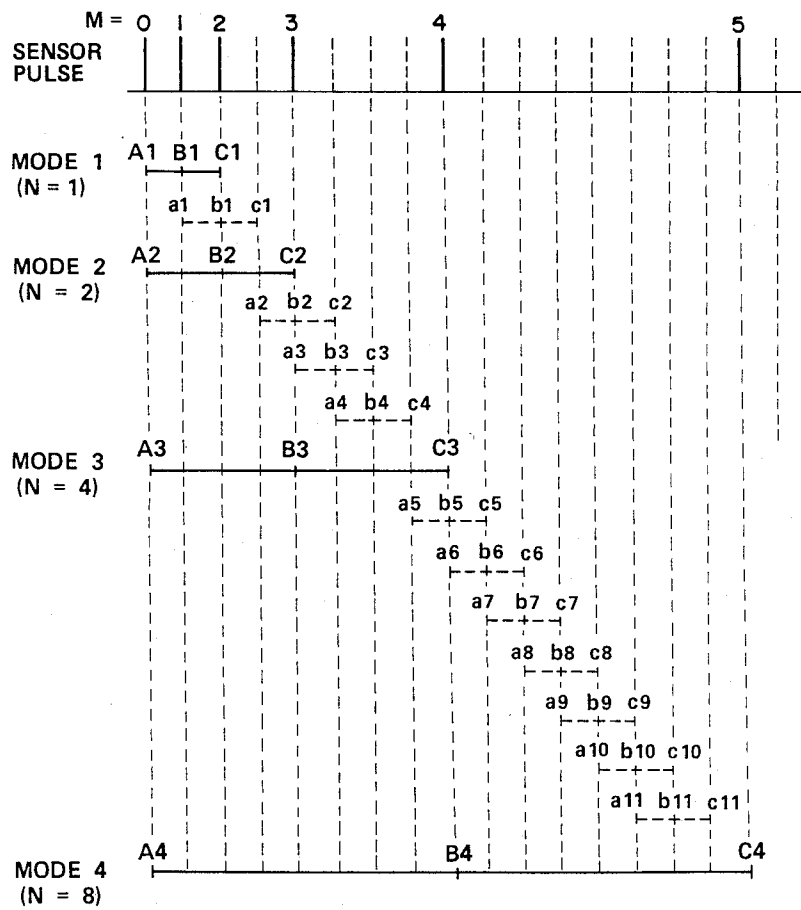 M = 0 1 2 3 4 5
SENSOR
PULSE
A1 B1 C1
MODE 1
(N = 1)
a1 b1 c1
A2 B2 C2
MODE 2
(N = 2)
a2 b2 c2
a3 b3 c3
a4 b4 c4
A3 B3 C3
MODE 3
(N = 4)
a5 b5 c5
a6 b6 c6
a7 b7 c7
a8 b8 c8
a9 b9 c9
a10 b10 c10
a11 b11 c11
A4 B4 C4
MODE 4
(N = 8)